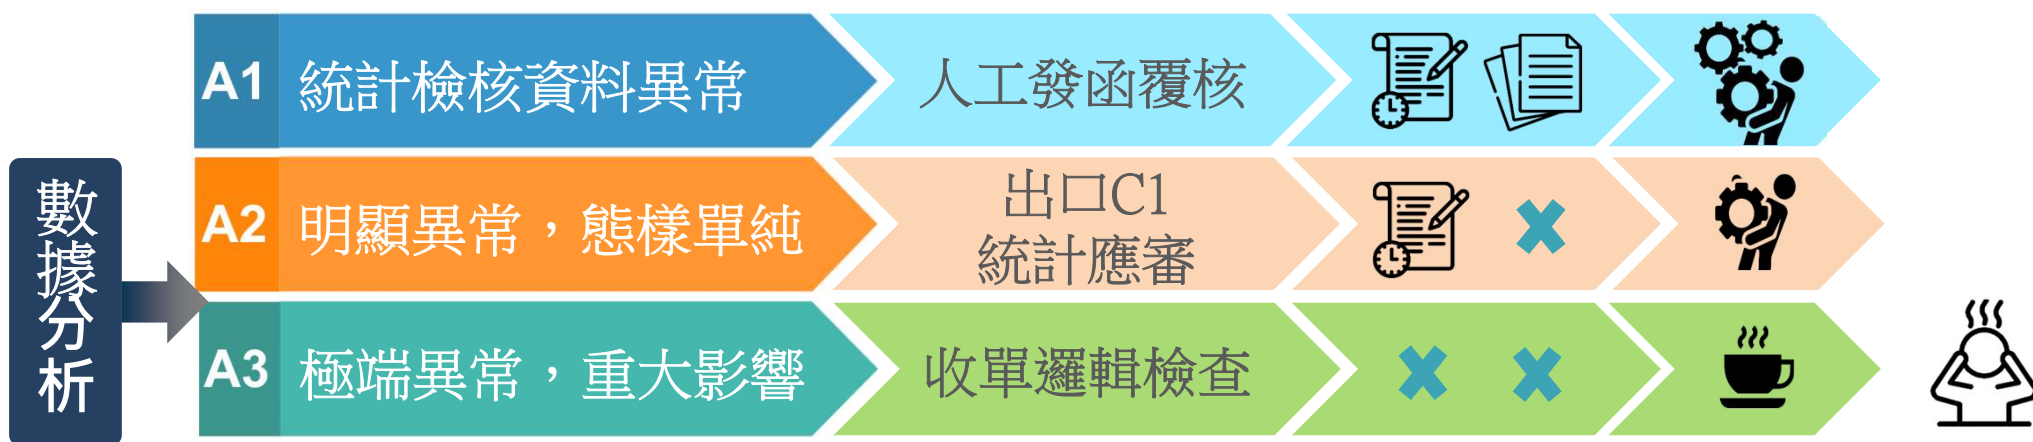 數據分析
A1 統計檢核資料異常
人工發函覆核
A2 明顯異常，態樣單純
出口C1
統計應審
A3 極端異常，重大影響
收單邏輯檢查